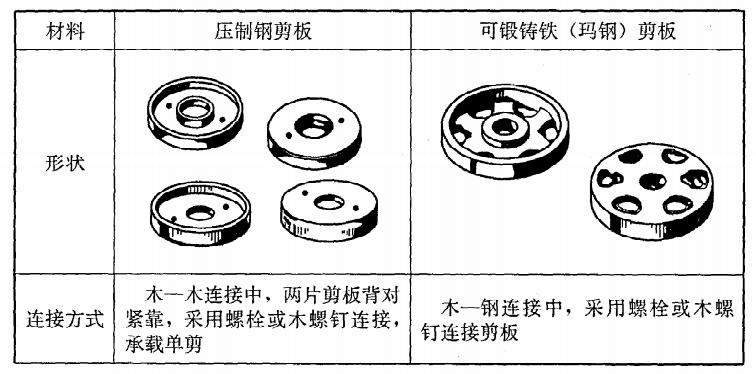 材料
压制钢剪板
可锻铸铁（玛钢）剪板
形状
连接方式
木—木连接中，两片剪板背对
紧靠，采用螺栓或木螺钉连接，
承载单剪
木—钢连接中，采用螺栓或木螺
钉连接剪板